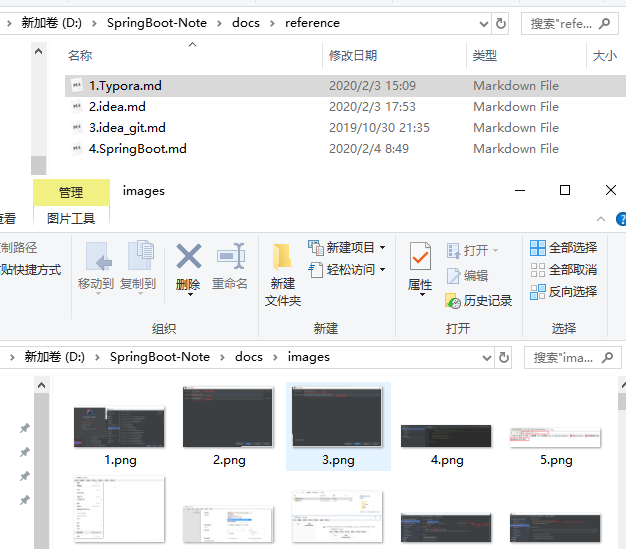 新加卷 (D:) › SpringBoot-Note › docs › reference
搜索"refe...
名称 修改日期 类型 大小
1.Typora.md 2020/2/3 15:09 Markdown File
2.idea.md 2020/2/3 17:53 Markdown File
3.idea_git.md 2019/10/30 21:35 Markdown File
4.SpringBoot.md 2020/2/4 8:49 Markdown File
管理 images
查看 图片工具
制路径
贴快捷方式
移动到 复制到 删除 重命名
新建
文件夹
新建项目
轻松访问
属性
打开
编辑
历史记录
全部选择
全部取消
反向选择
组织 新建 打开 选择
新加卷 (D:) › SpringBoot-Note › docs › images
搜索"ima...
1.png 2.png 3.png 4.png 5.png